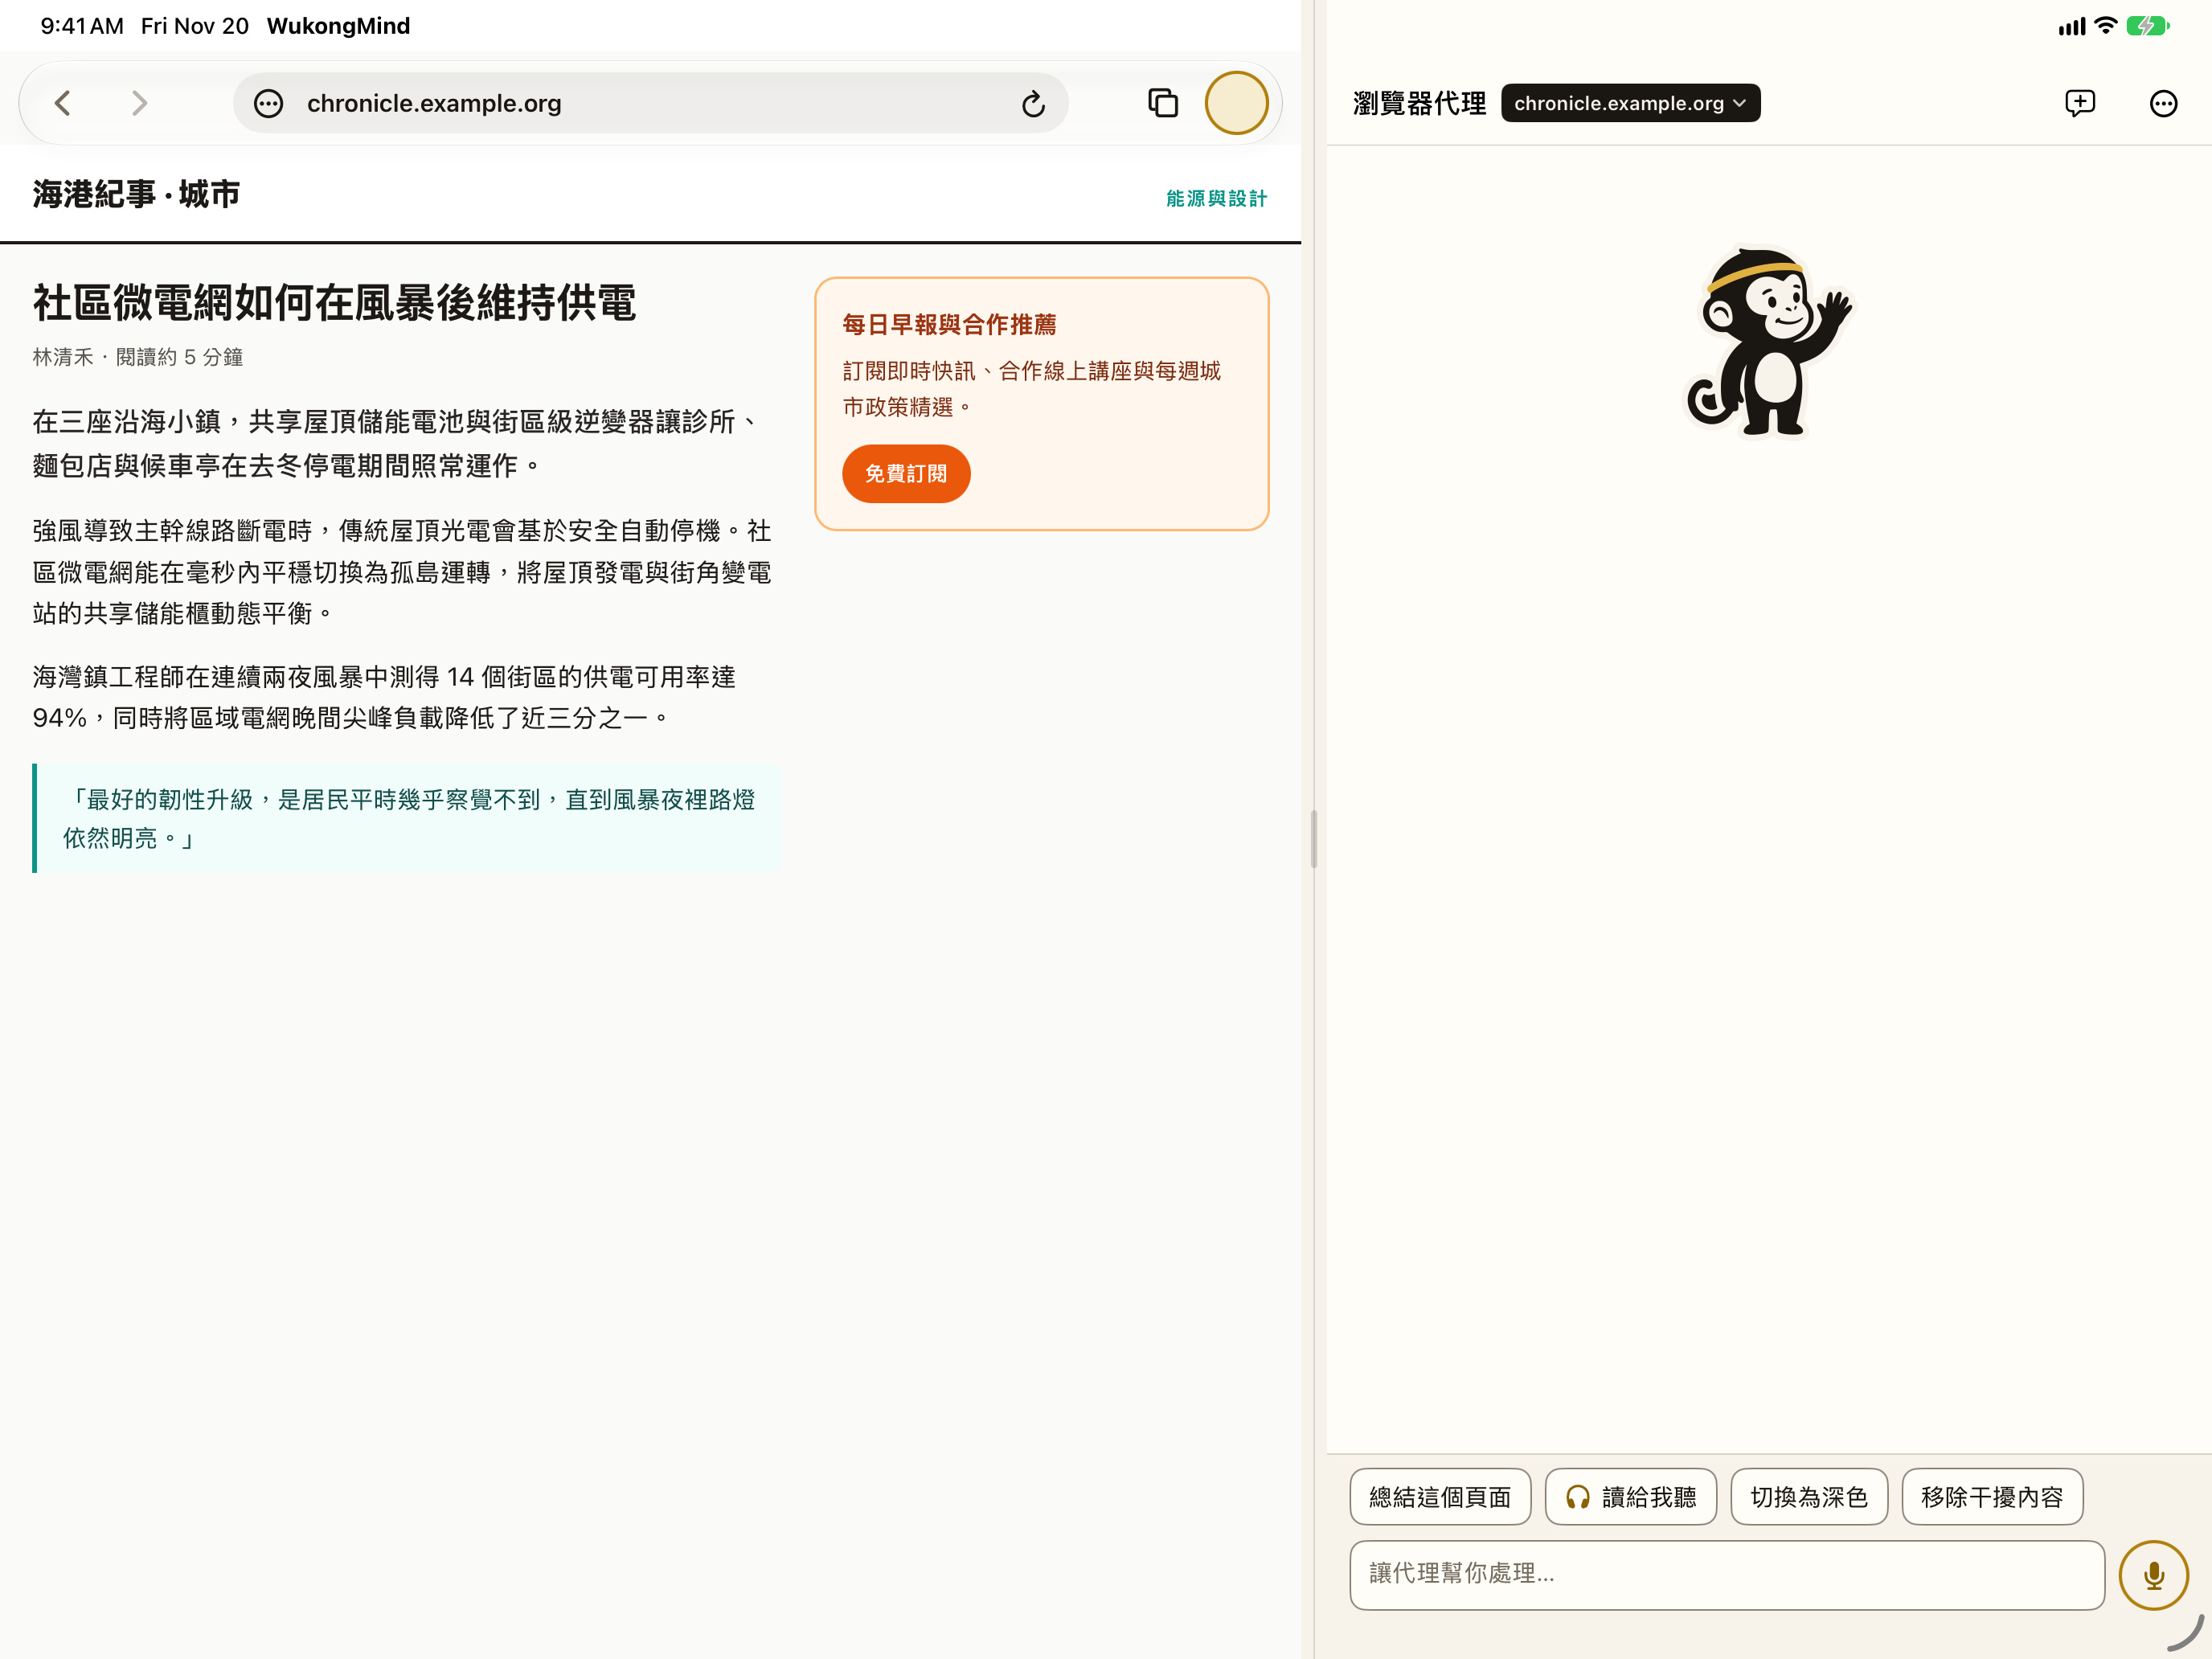 9:41 AM Fri Nov 20 WukongMind
chronicle.example.org
海港紀事·城市
能源與設計
社區微電網如何在風暴後維持供電
林清禾 · 閱讀約 5 分鐘
在三座沿海小鎮，共享屋頂儲能電池與街區級逆變器讓診所、
麵包店與候車亭在去冬停電期間照常運作。
強風導致主幹線路斷電時，傳統屋頂光電會基於安全自動停機。社
區微電網能在毫秒內平穩切換為孤島運轉，將屋頂發電與街角變電
站的共享儲能櫃動態平衡。
海灣鎮工程師在連續兩夜風暴中測得 14 個街區的供電可用率達
94%，同時將區域電網晚間尖峰負載降低了近三分之一。
「最好的韌性升級，是居民平時幾乎察覺不到，直到風暴夜裡路燈
依然明亮。」
每日早報與合作推薦
訂閱即時快訊、合作線上講座與每週城
市政策精選。
免費訂閱
瀏覽器代理 chronicle.example.org
總結這個頁面 讀給我聽 切換為深色 移除干擾內容
讓代理幫你處理...